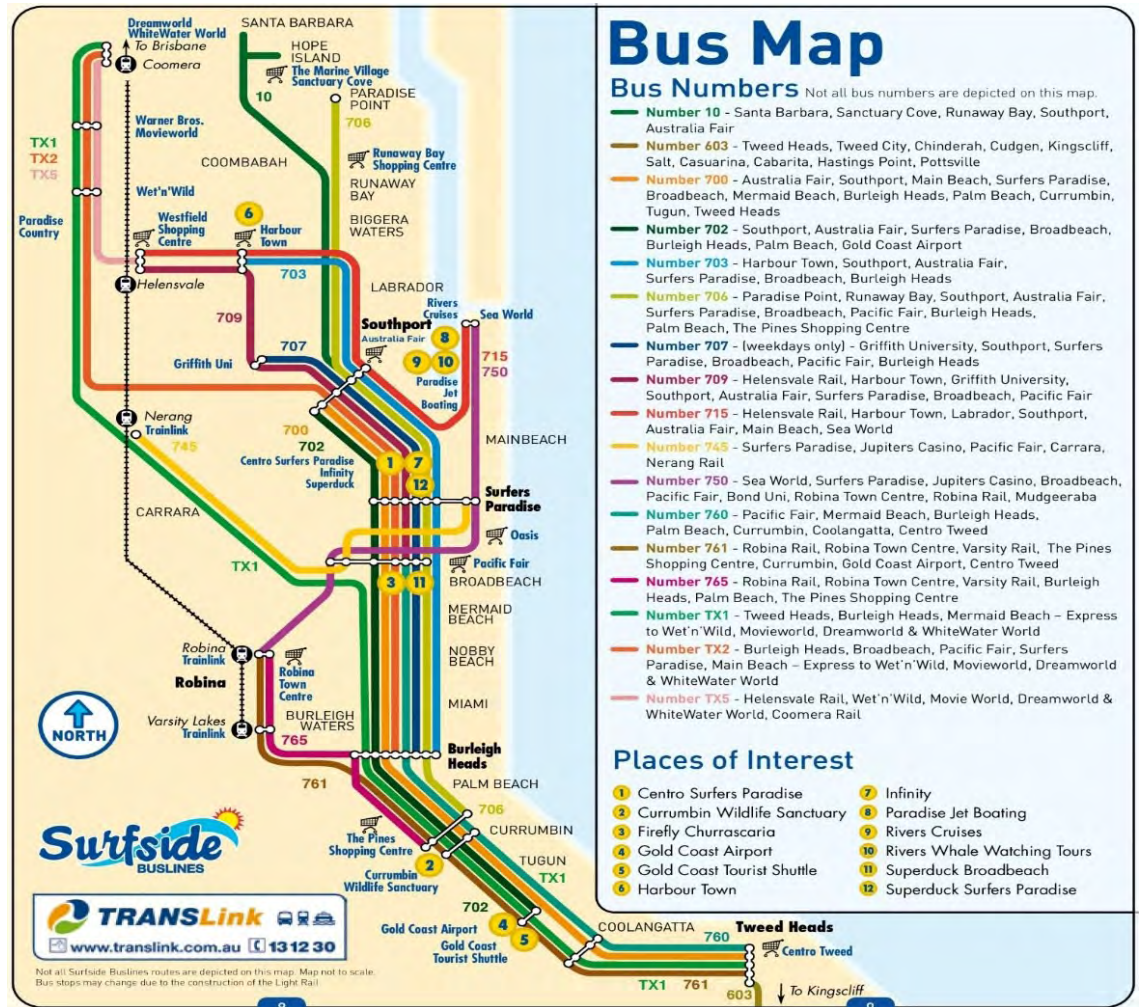 Dreamworld
WhiteWater World
To Brisbane
Coomera
SANTA BARBARA
HOPE
ISLAND
The Marine Village
Sanctuary Cove
10
PARADISE
POINT
706
TX1
TX2
TX5
Warner Bros.
Movieworld
COOMBABAH
Runaway Bay
Shopping Centre
RUNAWAY
BAY
Wet'n'Wild
Paradise
Country
Westfield
Shopping
Centre
6
Harbour
Town
BIGGERA
WATERS
Helensvale
703
LABRADOR
709
Rivers
Cruises
Sea World
Southport
Australia Fair
8
707
9
10
715
750
Griffith Uni
Paradise
Jet
Boating
Nerang
Trainlink
745
700
702
MAINBEACH
Centro Surfers Paradise
Infinity
Superduck
1
7
12
Surfers
Paradise
CARRARA
Oasis
TX1
Pacific Fair
3
11
BROADBEACH
MERMAID
BEACH
NOBBY
BEACH
Robina
Trainlink
Robina
Robina
Town
Centre
MIAMI
NORTH
Varsity Lakes
Trainlink
BURLEIGH
WATERS
765
Burleigh
Heads
761
PALM BEACH
706
The Pines
Shopping Centre
CURRUMBIN
2
Currumbin
Wildlife Sanctuary
TUGUN
TX1
702
Gold Coast Airport
4
5
Gold Coast
Tourist Shuttle
COOLANGATTA
760
Tweed Heads
Centro Tweed
TX1
761
603
To Kingscliff
Surfside
BUSLINES
TRANSLink
www.translink.com.au
13 12 30
Not all Surfside Buslines routes are depicted on this map. Map not to scale.
Bus stops may change due to the construction of the Light Rail
Bus Map
Bus Numbers Not all bus numbers are depicted on this map.
Number 10 - Santa Barbara, Sanctuary Cove, Runaway Bay, Southport,
Australia Fair
Number 603 - Tweed Heads, Tweed City, Chinderah, Cudgen, Kingscliff,
Salt, Casuarina, Cabarita, Hastings Point, Pottsville
Number 700 - Australia Fair, Southport, Main Beach, Surfers Paradise,
Broadbeach, Mermaid Beach, Burleigh Heads, Palm Beach, Currumbin,
Tugun, Tweed Heads
Number 702 - Southport, Australia Fair, Surfers Paradise, Broadbeach,
Burleigh Heads, Palm Beach, Gold Coast Airport
Number 703 - Harbour Town, Southport, Australia Fair,
Surfers Paradise, Broadbeach, Burleigh Heads
Number 706 - Paradise Point, Runaway Bay, Southport, Australia Fair,
Surfers Paradise, Broadbeach, Pacific Fair, Burleigh Heads,
Palm Beach, The Pines Shopping Centre
Number 707 - (weekdays only) - Griffith University, Southport, Surfers
Paradise, Broadbeach, Pacific Fair, Burleigh Heads
Number 709 - Helensvale Rail, Harbour Town, Griffith University,
Southport, Australia Fair, Surfers Paradise, Broadbeach, Pacific Fair
Number 715 - Helensvale Rail, Harbour Town, Labrador, Southport,
Australia Fair, Main Beach, Sea World
Number 745 - Surfers Paradise, Jupiters Casino, Pacific Fair, Carrara,
Nerang Rail
Number 750 - Sea World, Surfers Paradise, Jupiters Casino, Broadbeach,
Pacific Fair, Bond Uni, Robina Town Centre, Robina Rail, Mudgeeraba
Number 760 - Pacific Fair, Mermaid Beach, Burleigh Heads,
Palm Beach, Currumbin, Coolangatta, Centro Tweed
Number 761 - Robina Rail, Robina Town Centre, Varsity Rail, The Pines
Shopping Centre, Currumbin, Gold Coast Airport, Centro Tweed
Number 765 - Robina Rail, Robina Town Centre, Varsity Rail, Burleigh
Heads, Palm Beach, The Pines Shopping Centre
Number TX1 - Tweed Heads, Burleigh Heads, Mermaid Beach – Express
to Wet'n'Wild, Movieworld, Dreamworld & WhiteWater World
Number TX2 - Burleigh Heads, Broadbeach, Pacific Fair, Surfers
Paradise, Main Beach – Express to Wet'n'Wild, Movieworld, Dreamworld
& WhiteWater World
Number TX5 - Helensvale Rail, Wet'n'Wild, Movie World, Dreamworld &
WhiteWater World, Coomera Rail
Places of Interest
1 Centro Surfers Paradise
2 Currumbin Wildlife Sanctuary
3 Firefly Churrascaria
4 Gold Coast Airport
5 Gold Coast Tourist Shuttle
6 Harbour Town
7 Infinity
8 Paradise Jet Boating
9 Rivers Cruises
10 Rivers Whale Watching Tours
11 Superduck Broadbeach
12 Superduck Surfers Paradise